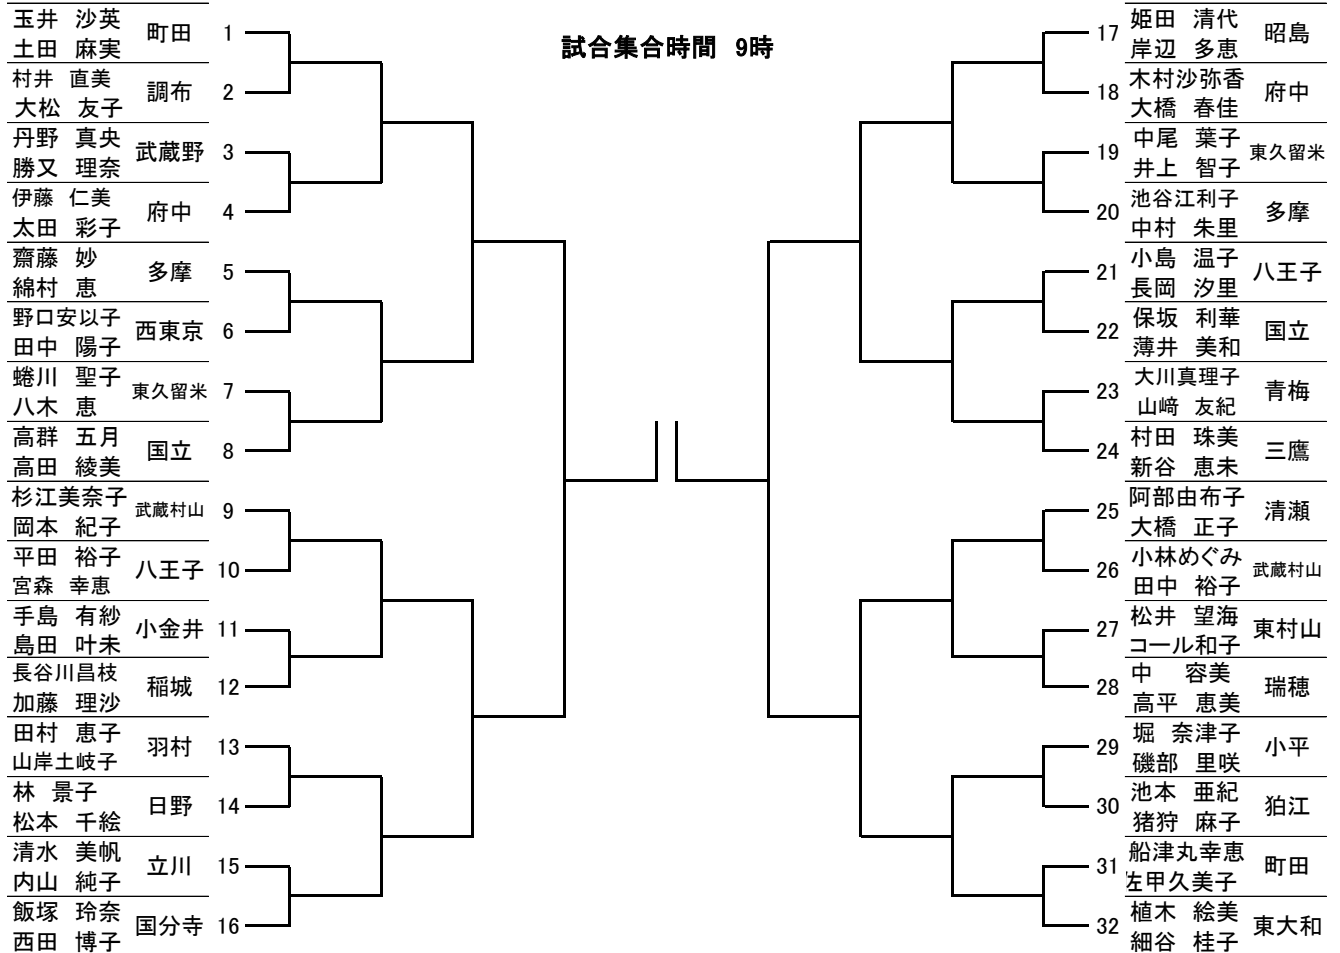 試合集合時間 9時
玉井 沙英
土田 麻実 町田 1
村井 直美
大松 友子 調布 2
丹野 真央
勝又 理奈 武蔵野 3
伊藤 仁美
太田 彩子 府中 4
齋藤 妙
綿村 恵 多摩 5
野口安以子
田中 陽子 西東京 6
蜷川 聖子
八木 恵 東久留米 7
高群 五月
高田 綾美 国立 8
杉江美奈子
岡本 紀子 武蔵村山 9
平田 裕子
宮森 幸恵 八王子 10
手島 有紗
島田 叶未 小金井 11
長谷川昌枝
加藤 理沙 稲城 12
田村 恵子
山岸土岐子 羽村 13
林 景子
松本 千絵 日野 14
清水 美帆
内山 純子 立川 15
飯塚 玲奈
西田 博子 国分寺 16
17 姫田 清代
岸辺 多恵 昭島
18 木村沙弥香
大橋 春佳 府中
19 中尾 葉子
井上 智子 東久留米
20 池谷江利子
中村 朱里 多摩
21 小島 温子
長岡 汐里 八王子
22 保坂 利華
薄井 美和 国立
23 大川真理子
山﨑 友紀 青梅
24 村田 珠美
新谷 恵未 三鷹
25 阿部由布子
大橋 正子 清瀬
26 小林めぐみ
田中 裕子 武蔵村山
27 松井 望海
コール和子 東村山
28 中 容美
高平 恵美 瑞穂
29 堀 奈津子
磯部 里咲 小平
30 池本 亜紀
猪狩 麻子 狛江
31 船津丸幸恵
佐甲久美子 町田
32 植木 絵美
細谷 桂子 東大和